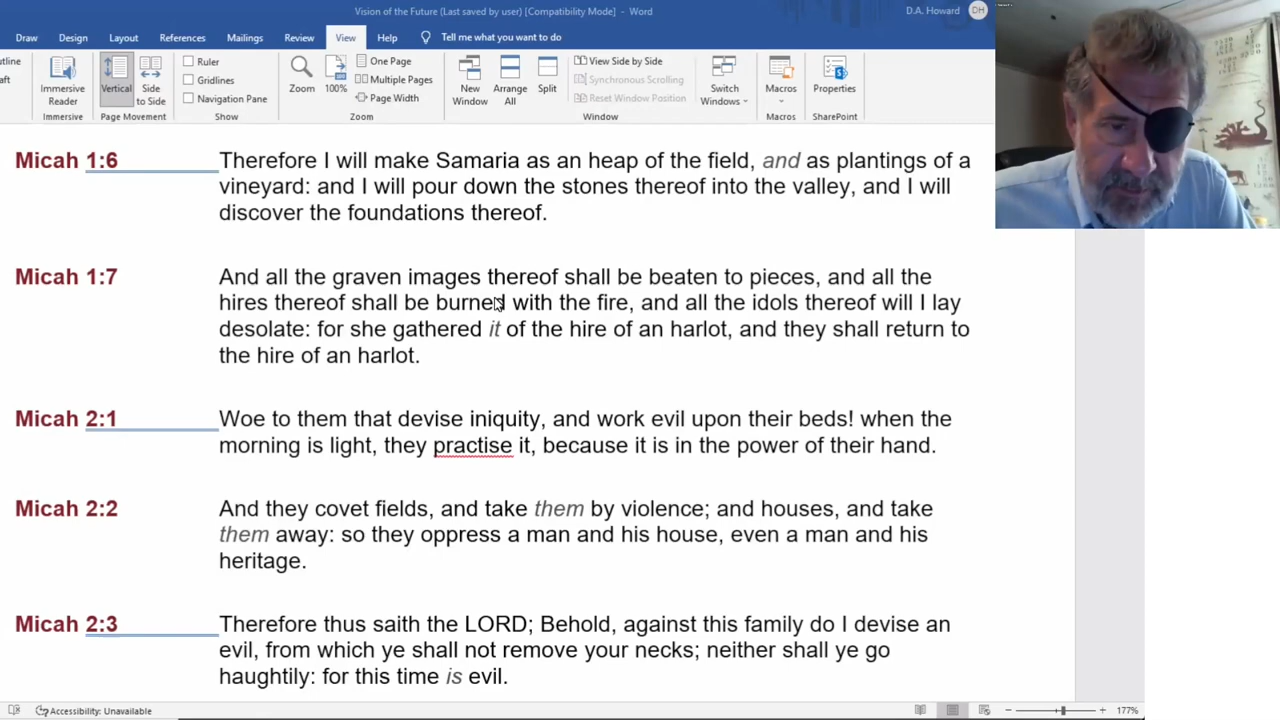 Vision of the Future (Last saved by user) [Compatibility Mode] - Word
D.A. Howard
DH
Draw Design Layout References Mailings Review View Help Tell me what you want to do
utline
aft
Immersive Reader
Immersive
Vertical
Side to Side
Page Movement
Ruler
Gridlines
Navigation Pane
Show
Zoom
100%
One Page
Multiple Pages
Page Width
Zoom
New Window
Arrange All
Split
View Side by Side
Synchronous Scrolling
Reset Window Position
Window
Switch Windows
Macros
Macros
Properties
SharePoint
Micah 1:6 Therefore I will make Samaria as an heap of the field, and as plantings of a
vineyard: and I will pour down the stones thereof into the valley, and I will
discover the foundations thereof.
Micah 1:7 And all the graven images thereof shall be beaten to pieces, and all the
hires thereof shall be burned with the fire, and all the idols thereof will I lay
desolate: for she gathered it of the hire of an harlot, and they shall return to
the hire of an harlot.
Micah 2:1 Woe to them that devise iniquity, and work evil upon their beds! when the
morning is light, they practise it, because it is in the power of their hand.
Micah 2:2 And they covet fields, and take them by violence; and houses, and take
them away: so they oppress a man and his house, even a man and his
heritage.
Micah 2:3 Therefore thus saith the LORD; Behold, against this family do I devise an
evil, from which ye shall not remove your necks; neither shall ye go
haughtily: for this time is evil.
Accessibility: Unavailable
177%